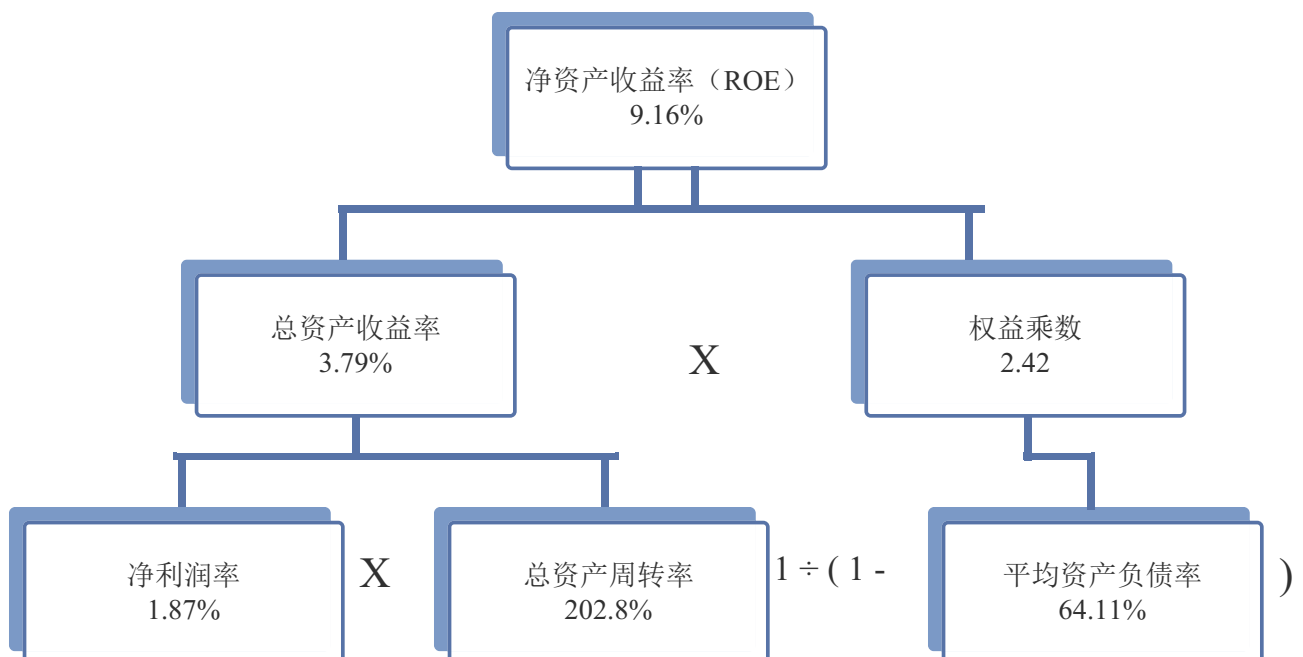 净资产收益率（ROE）
9.16%
总资产收益率
3.79%
X
权益乘数
2.42
净利润率
1.87%
X
总资产周转率
202.8%
1 ÷ ( 1 -
平均资产负债率
64.11%
)